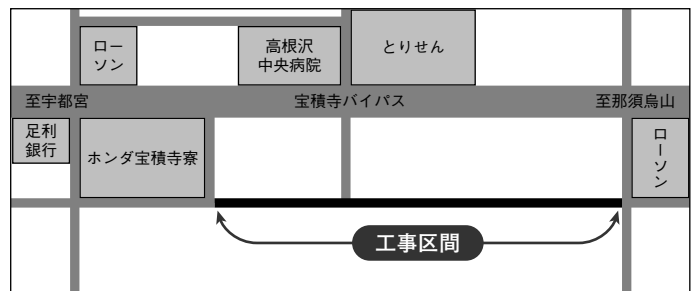 ロー
ソン
高根沢
中央病院
とりせん
至宇都宮
宝積寺バイパス
至那須烏山
足利
銀行
ホンダ宝積寺寮
ローソン
工事区間